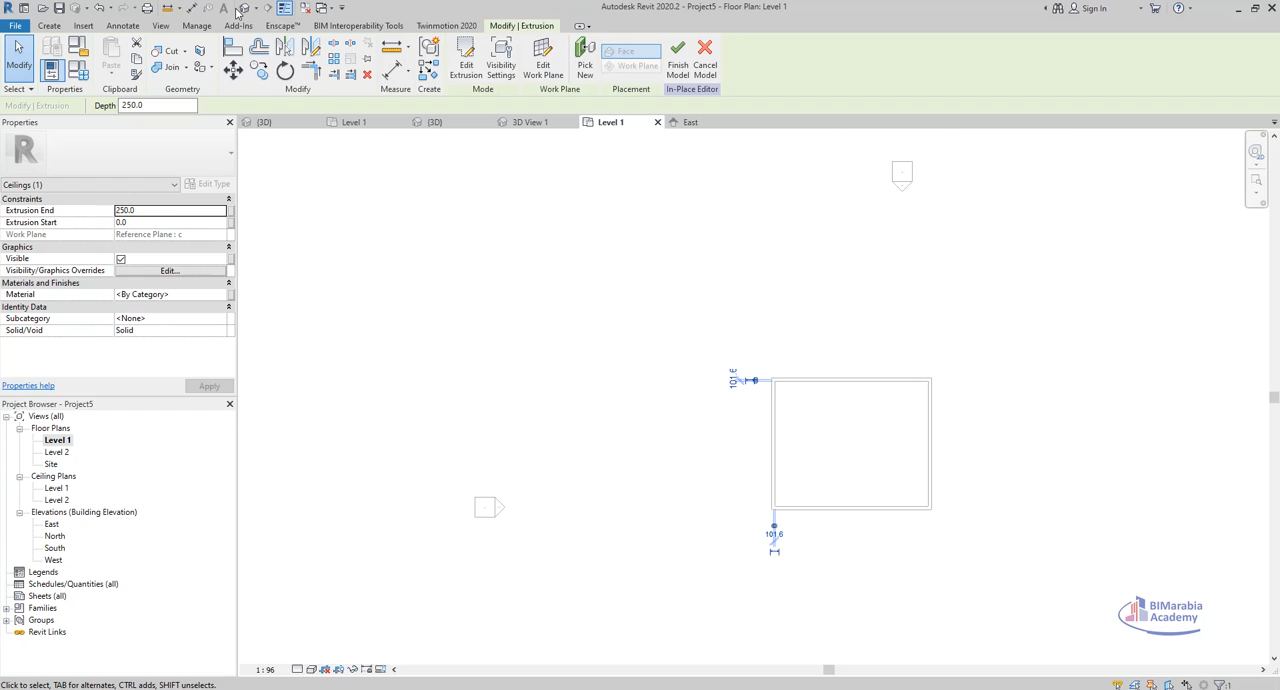 Autodesk Revit 2020.2 - Project5 - Floor Plan: Level 1
Sign In
File Create Insert Annotate View Manage Add-Ins Enscape™ BIM Interoperability Tools Twinmotion 2020 Modify | Extrusion
Modify
Paste
Cut
Join
Edit Extrusion
Visibility Settings
Edit Work Plane
Pick New
Face
Work Plane
Finish Model
Cancel Model
Select Properties Clipboard Geometry Modify Measure Create Mode Work Plane Placement In-Place Editor
Modify | Extrusion Depth 250.0
Properties
{3D} Level 1 {3D} 3D View 1 Level 1 East
R
Ceilings (1) Edit Type
Constraints
Extrusion End 250.0
Extrusion Start 0.0
Work Plane Reference Plane : c
Graphics
Visible
Visibility/Graphics Overrides Edit...
Materials and Finishes
Material <By Category>
Identity Data
Subcategory <None>
Solid/Void Solid
Properties help Apply
Project Browser - Project5
Views (all)
Floor Plans
Level 1
Level 2
Site
Ceiling Plans
Level 1
Level 2
Elevations (Building Elevation)
East
North
South
West
Legends
Schedules/Quantities (all)
Sheets (all)
Families
Groups
Revit Links
101.6
101.6
BIMarabia
Academy
1 : 96
Click to select, TAB for alternates, CTRL adds, SHIFT unselects.
:1